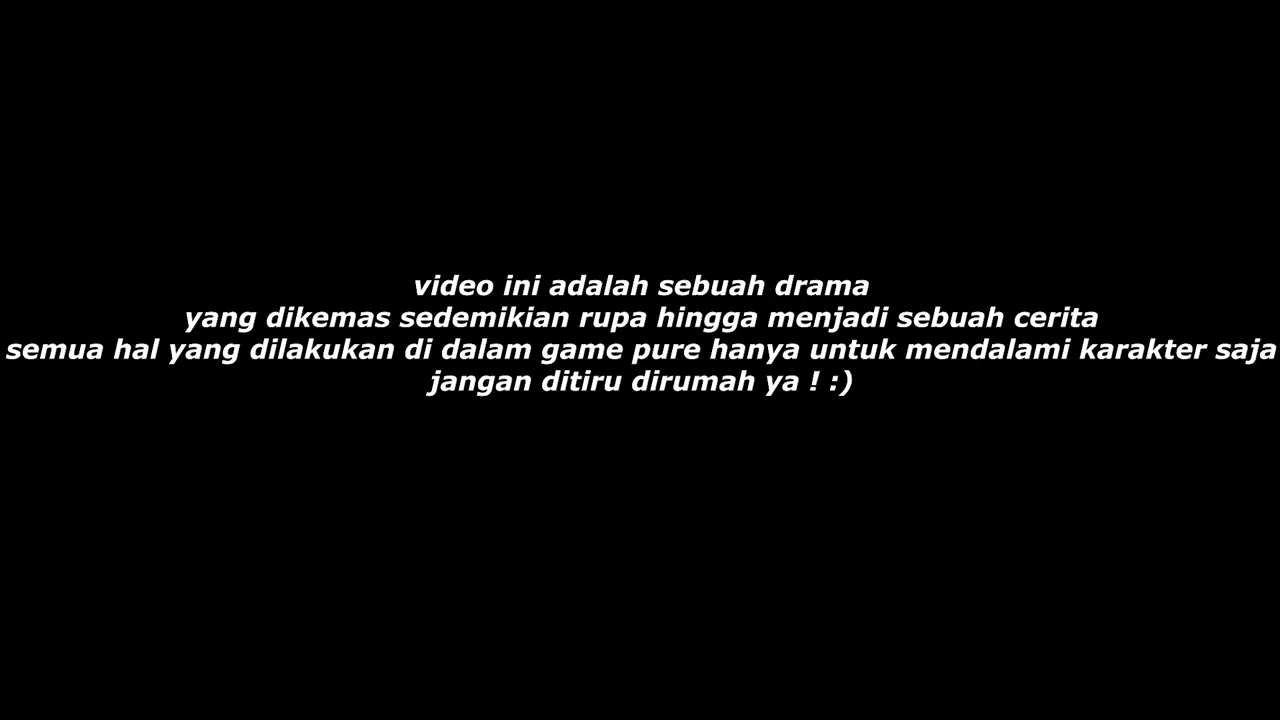 video ini adalah sebuah drama
yang dikemas sedemikian rupa hingga menjadi sebuah cerita
semua hal yang dilakukan di dalam game pure hanya untuk mendalami karakter saja
jangan ditiru dirumah ya ! :)